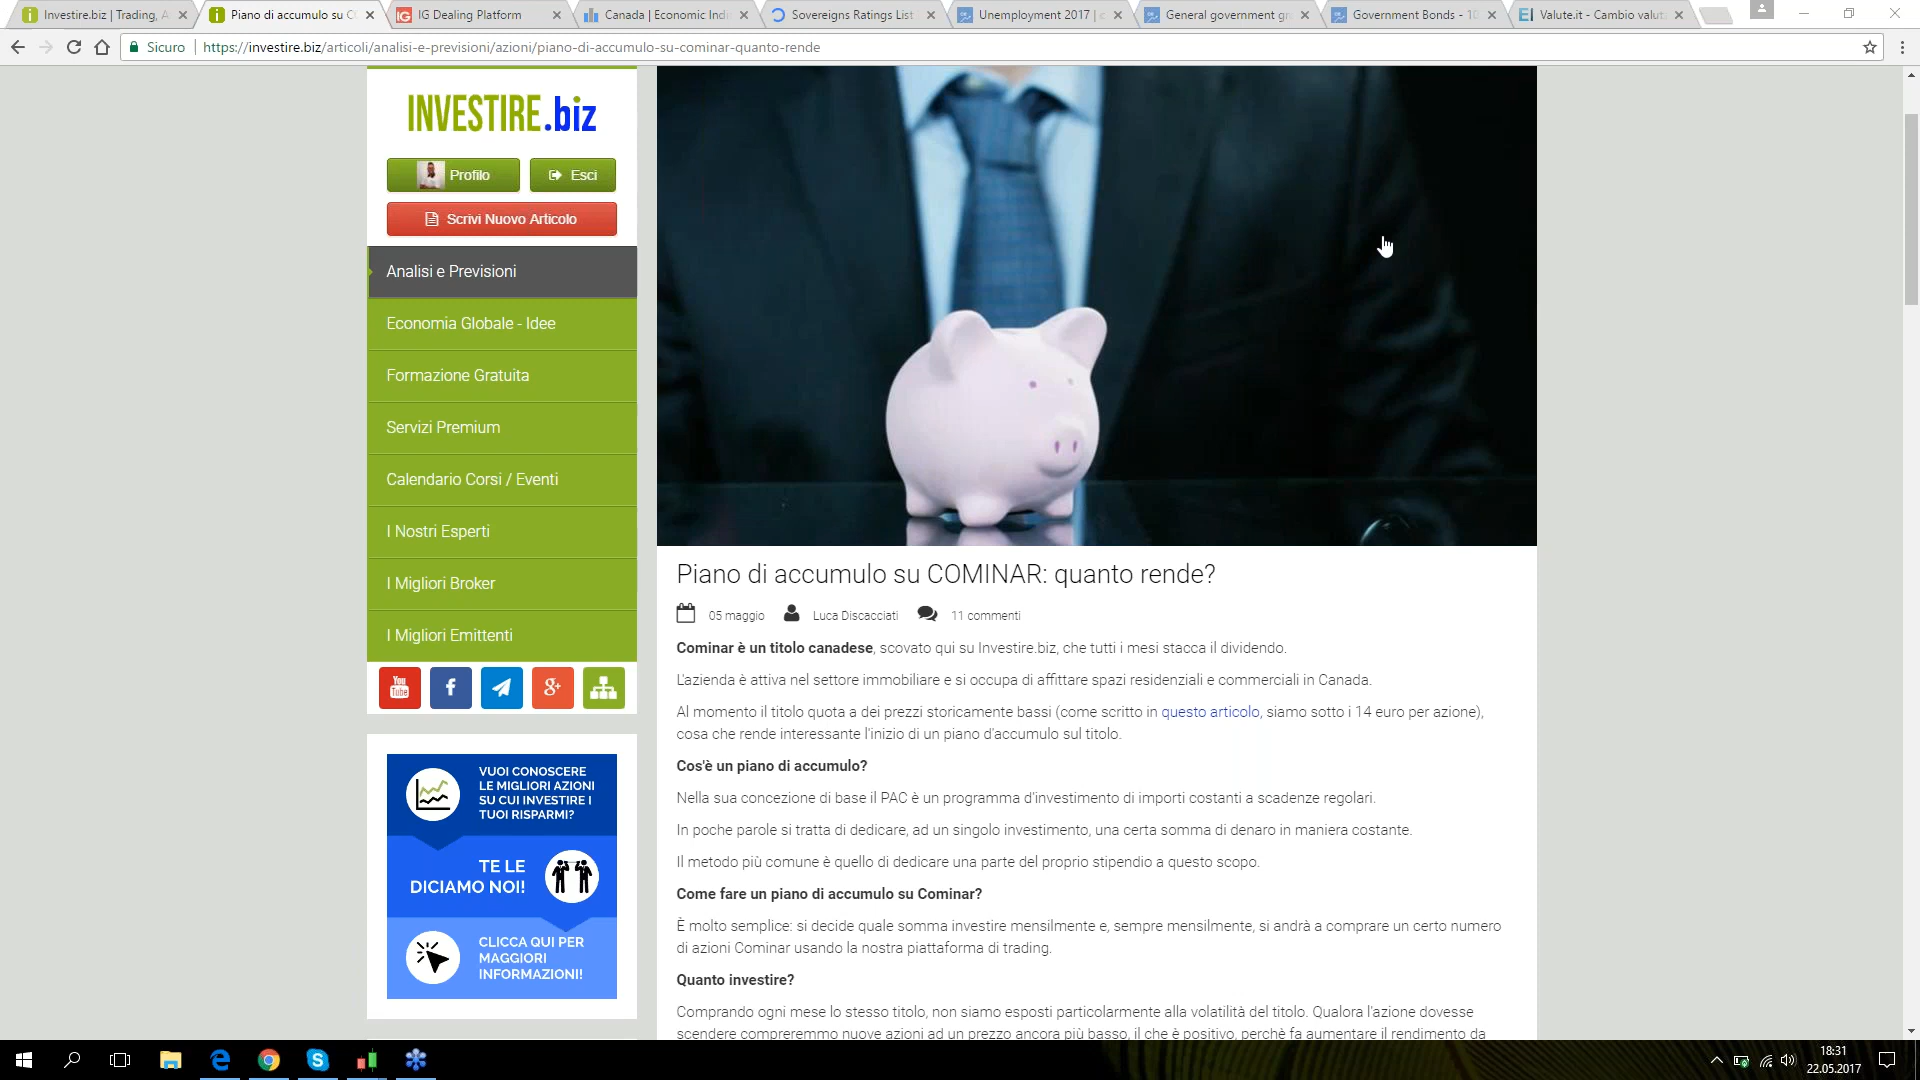 Investire.biz | Trading, A
Piano di accumulo su CO
IG Dealing Platform
Canada | Economic Indi
Sovereigns Ratings List
Unemployment 2017 | c
General government gr
Government Bonds - 10
Valute.it - Cambio valut
Sicuro
https://investire.biz/articoli/analisi-e-previsioni/azioni/piano-di-accumulo-su-cominar-quanto-rende
INVESTIRE.biz
Profilo
Esci
Scrivi Nuovo Articolo
Analisi e Previsioni
Economia Globale - Idee
Formazione Gratuita
Servizi Premium
Calendario Corsi / Eventi
I Nostri Esperti
I Migliori Broker
I Migliori Emittenti
You Tube
f
g+
VUOI CONOSCERE
LE MIGLIORI AZIONI
SU CUI INVESTIRE I
TUOI RISPARMI?
TE LE
DICIAMO NOI!
CLICCA QUI PER
MAGGIORI
INFORMAZIONI!
Piano di accumulo su COMINAR: quanto rende?
05 maggio Luca Discacciati 11 commenti
Cominar è un titolo canadese, scovato qui su Investire.biz, che tutti i mesi stacca il dividendo.
L'azienda è attiva nel settore immobiliare e si occupa di affittare spazi residenziali e commerciali in Canada.
Al momento il titolo quota a dei prezzi storicamente bassi (come scritto in questo articolo, siamo sotto i 14 euro per azione),
cosa che rende interessante l'inizio di un piano d'accumulo sul titolo.
Cos'è un piano di accumulo?
Nella sua concezione di base il PAC è un programma d'investimento di importi costanti a scadenze regolari.
In poche parole si tratta di dedicare, ad un singolo investimento, una certa somma di denaro in maniera costante.
Il metodo più comune è quello di dedicare una parte del proprio stipendio a questo scopo.
Come fare un piano di accumulo su Cominar?
È molto semplice: si decide quale somma investire mensilmente e, sempre mensilmente, si andrà a comprare un certo numero
di azioni Cominar usando la nostra piattaforma di trading.
Quanto investire?
Comprando ogni mese lo stesso titolo, non siamo esposti particolarmente alla volatilità del titolo. Qualora l'azione dovesse
scendere compreremmo nuove azioni ad un prezzo ancora più basso, il che è positivo, perchè fa aumentare il rendimento da
18:31
22.05.2017